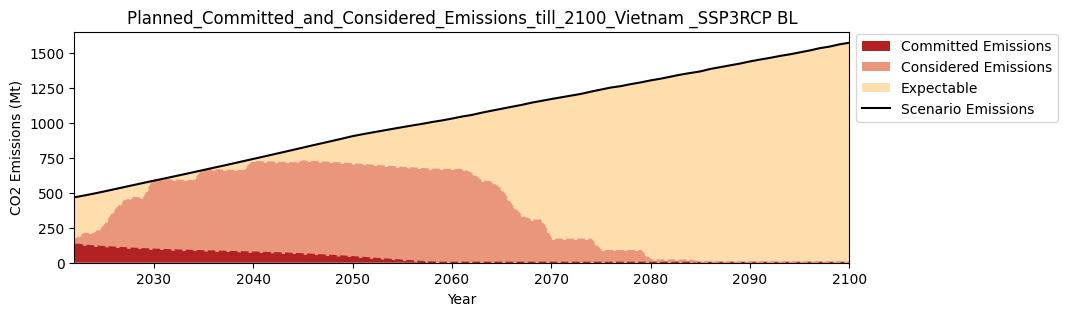 Planned_Committed_and_Considered_Emissions_till_2100_Vietnam _SSP3RCP BL
CO2 Emissions (Mt)
1500
1250
1000
750
500
250
0
2030 2040 2050 2060 2070 2080 2090 2100
Year
Committed Emissions
Considered Emissions
Expectable
Scenario Emissions